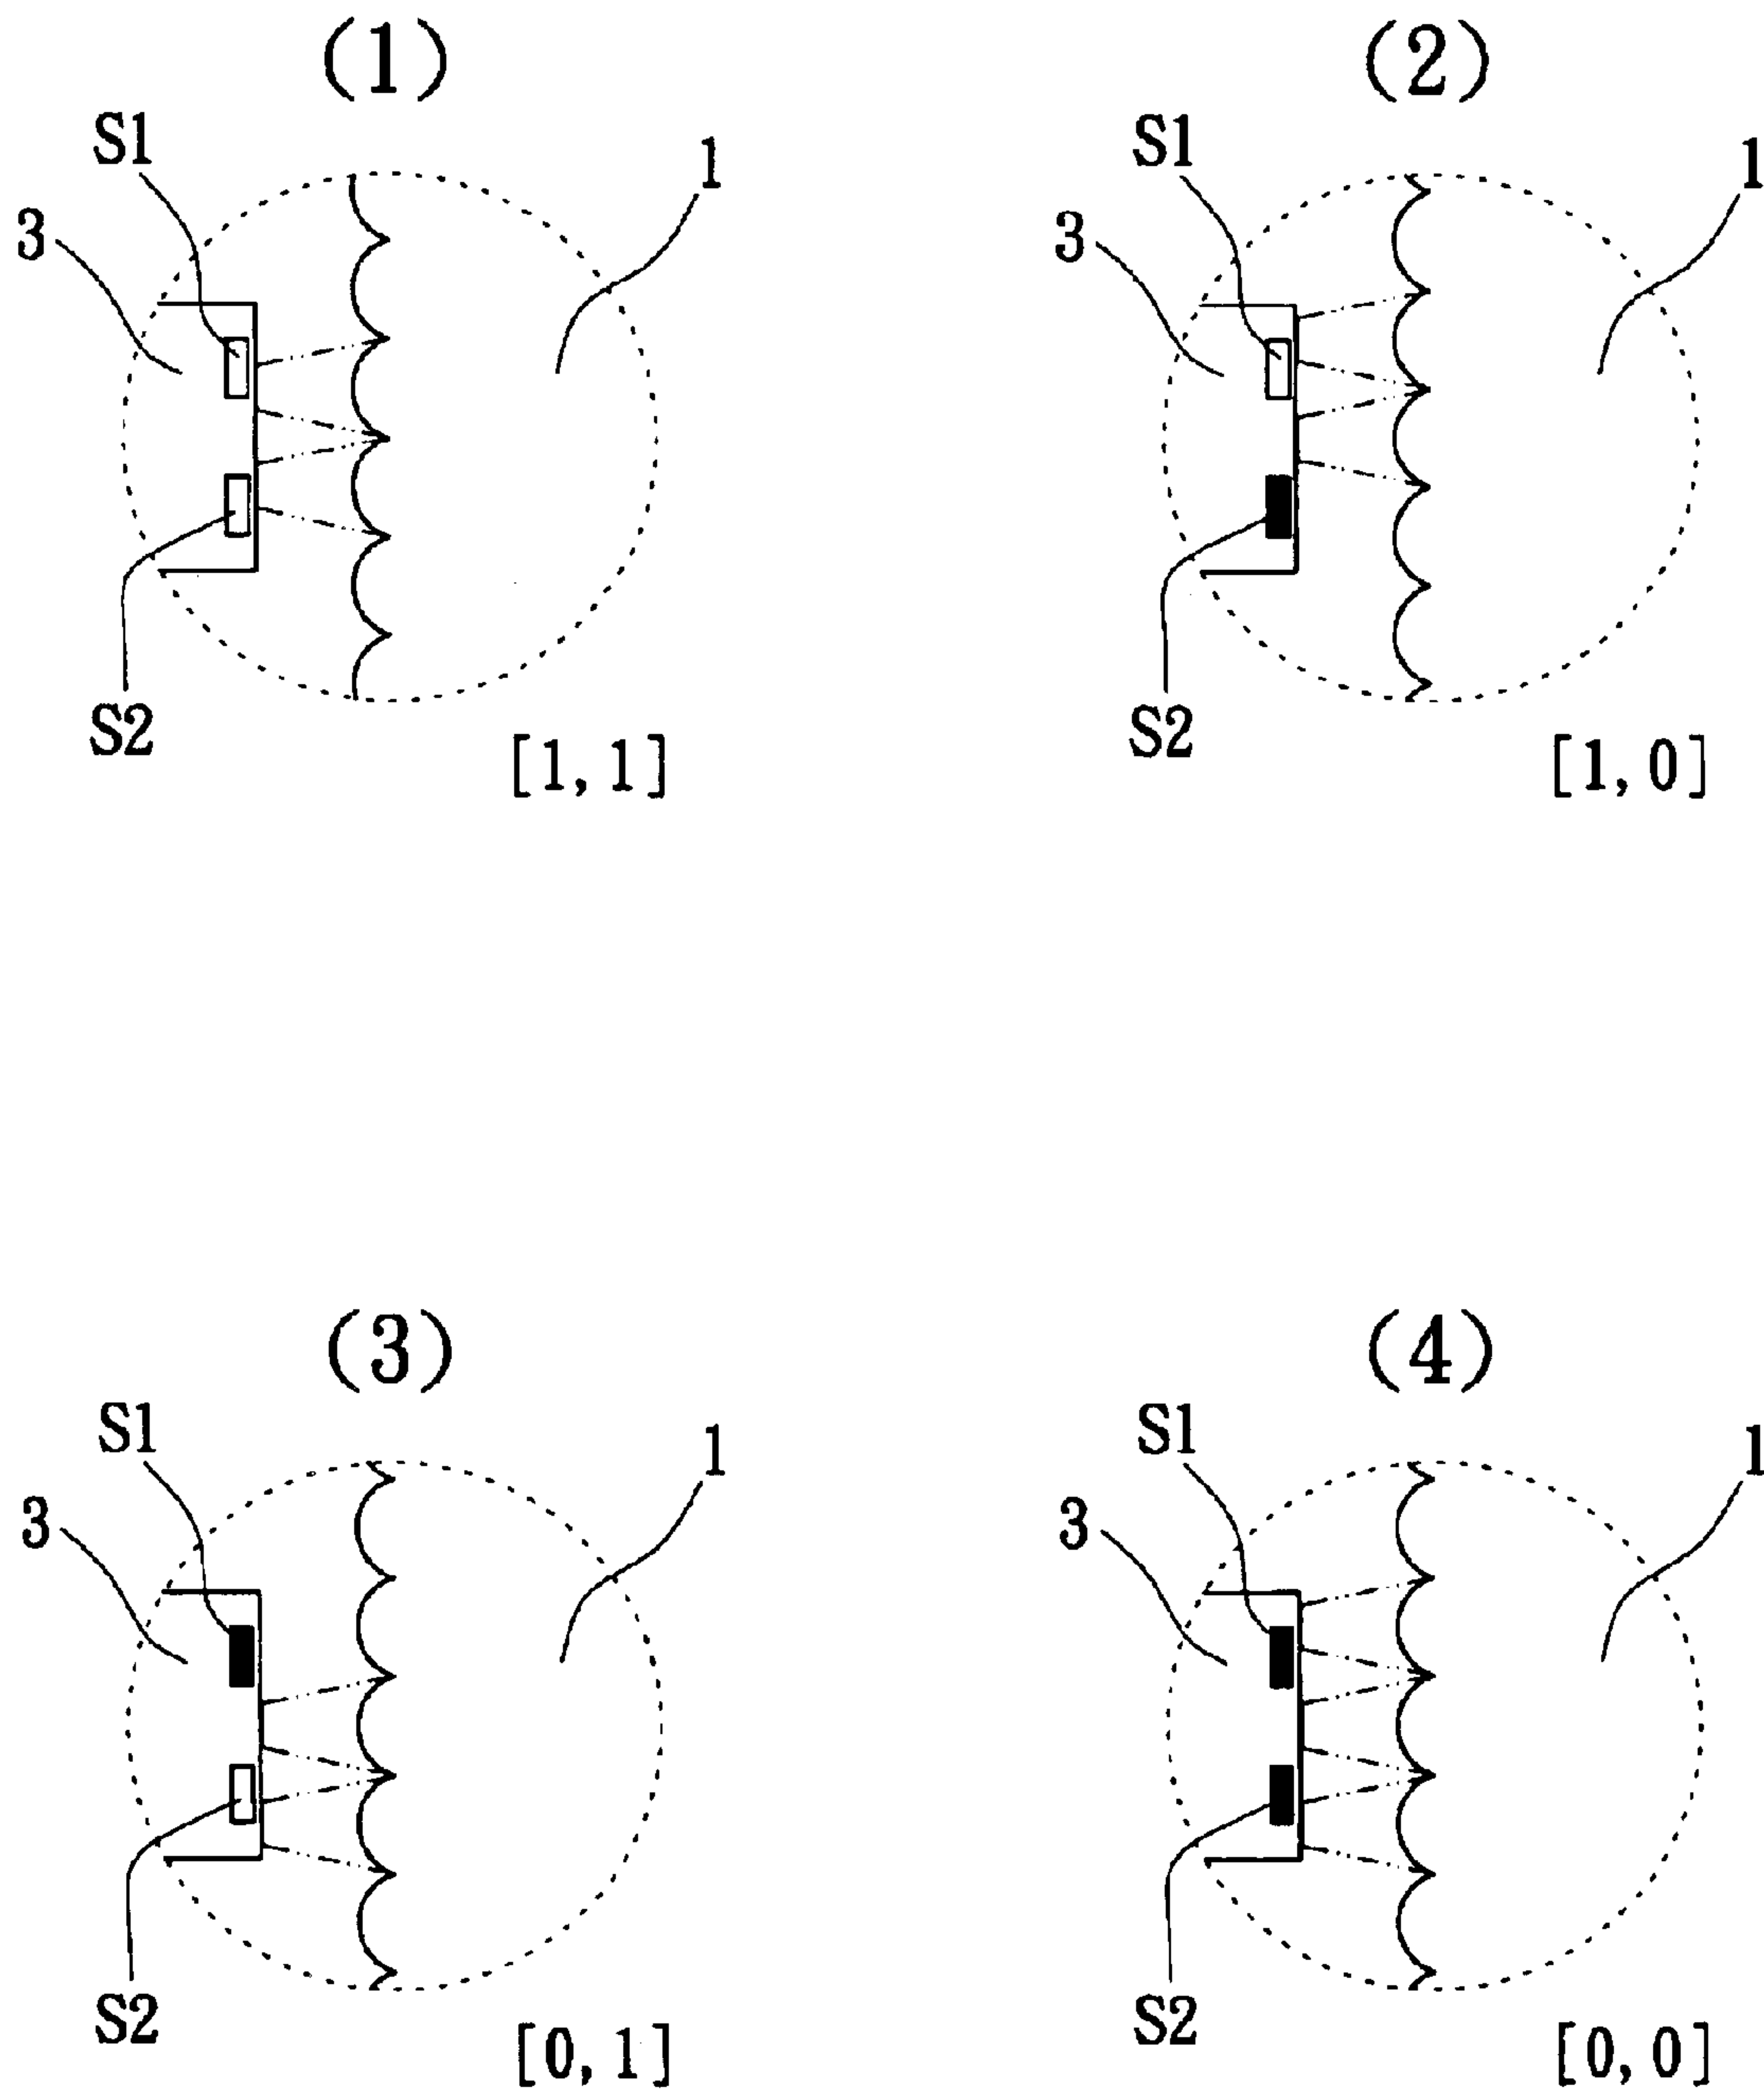 (1)
(2)
S1
1
S1
1
3
3
S2
S2
[1,1]
[1,0]
(3)
(4)
S1
1
S1
1
3
3
S2
S2
[0,1]
[0,0]